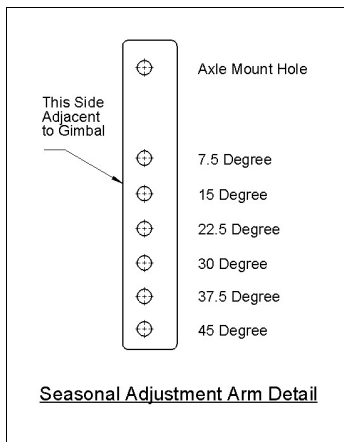 Axle Mount Hole
This Side
Adjacent
to Gimbal
7.5 Degree
15 Degree
22.5 Degree
30 Degree
37.5 Degree
45 Degree
Seasonal Adjustment Arm Detail